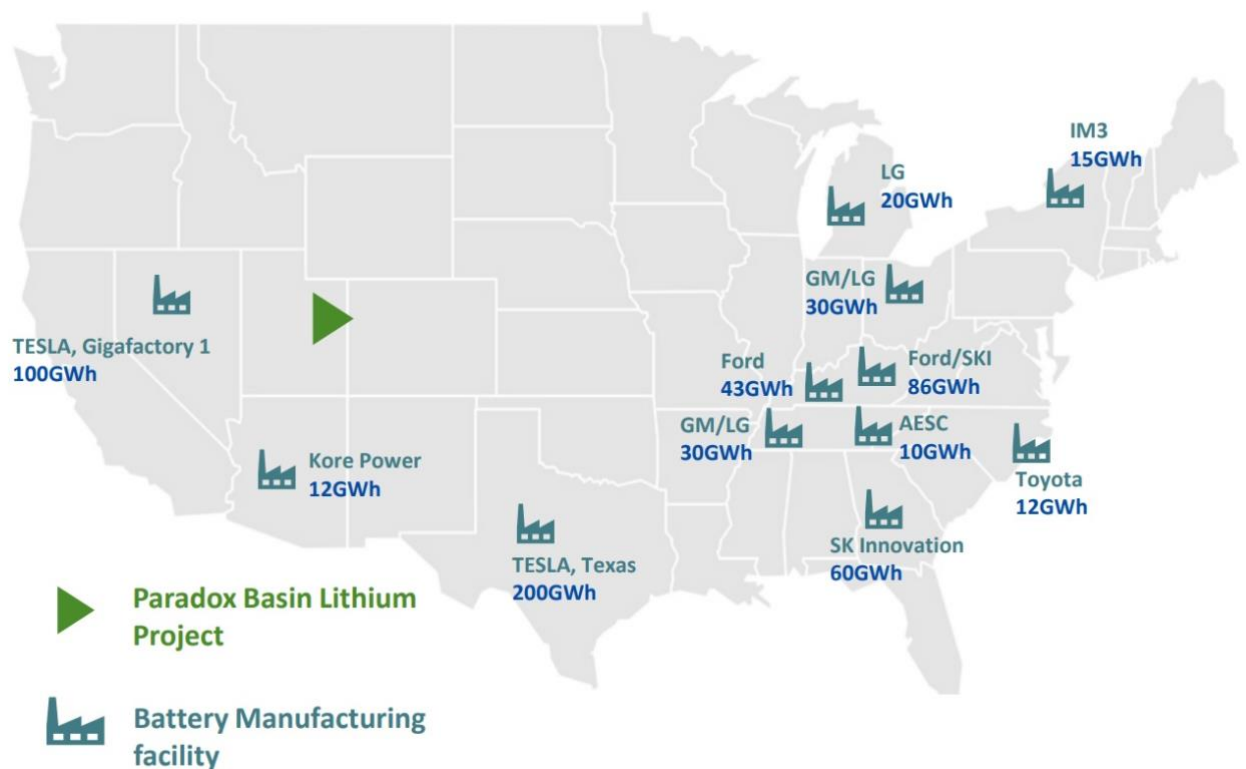 IM3
15GWh
LG
20GWh
GM/LG
30GWh
TESLA, Gigafactory 1
100GWh
Ford
43GWh
Ford/SKI
86GWh
GM/LG
30GWh
AESC
10GWh
Kore Power
12GWh
Toyota
12GWh
TESLA, Texas
200GWh
SK Innovation
60GWh
Paradox Basin Lithium
Project
Battery Manufacturing
facility